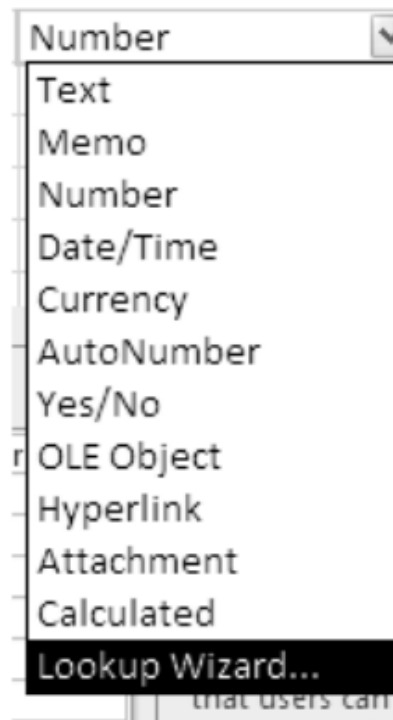 Number
Text
Memo
Number
Date/Time
Currency
AutoNumber
Yes/No
OLE Object
Hyperlink
Attachment
Calculated
Lookup Wizard...
that users can